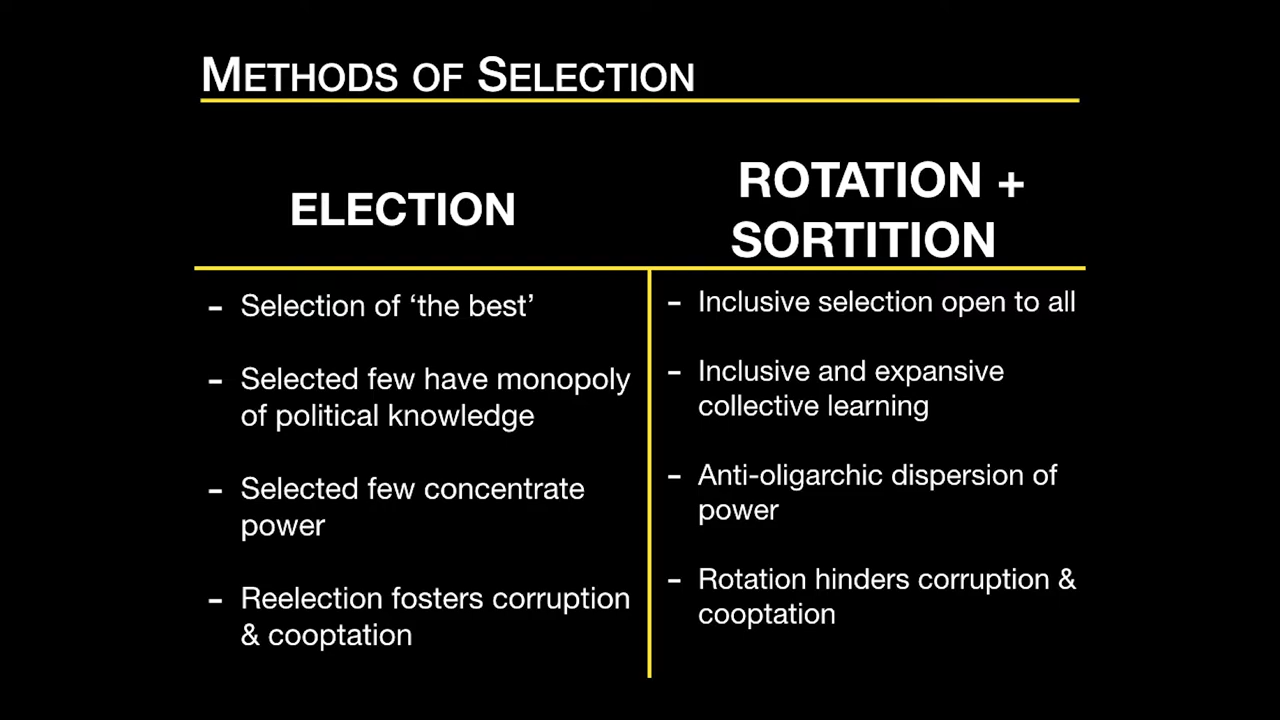 METHODS OF SELECTION
ELECTION
ROTATION +
SORTITION
- Selection of ‘the best’
- Selected few have monopoly
of political knowledge
- Selected few concentrate
power
- Reelection fosters corruption
& cooptation
- Inclusive selection open to all
- Inclusive and expansive
collective learning
- Anti-oligarchic dispersion of
power
- Rotation hinders corruption &
cooptation